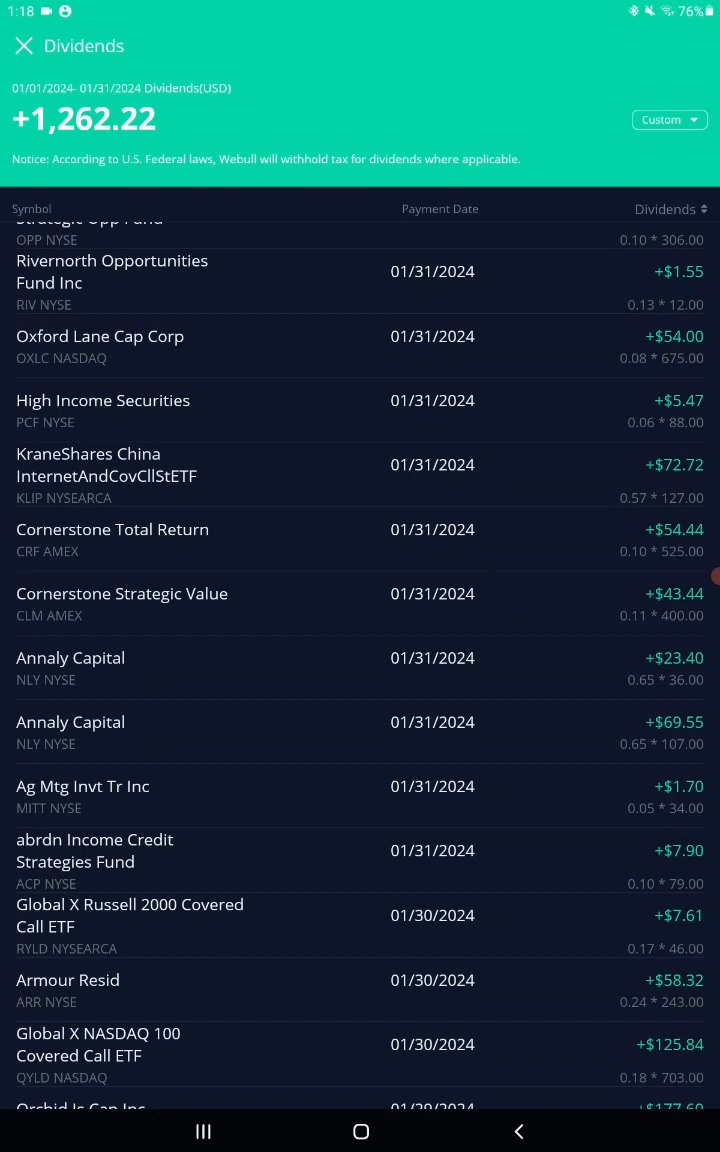 1:18
76%
Dividends
01/01/2024- 01/31/2024 Dividends(USD)
+1,262.22
Custom
Notice: According to U.S. Federal laws, Webull will withhold tax for dividends where applicable.
Symbol Payment Date Dividends
Strategic Opp Fund
OPP NYSE 0.10 * 306.00
Rivernorth Opportunities
Fund Inc
01/31/2024 +$1.55
RIV NYSE 0.13 * 12.00
Oxford Lane Cap Corp 01/31/2024 +$54.00
OXLC NASDAQ 0.08 * 675.00
High Income Securities 01/31/2024 +$5.47
PCF NYSE 0.06 * 88.00
KraneShares China
InternetAndCovCllStETF
01/31/2024 +$72.72
KLIP NYSEARCA 0.57 * 127.00
Cornerstone Total Return 01/31/2024 +$54.44
CRF AMEX 0.10 * 525.00
Cornerstone Strategic Value 01/31/2024 +$43.44
CLM AMEX 0.11 * 400.00
Annaly Capital 01/31/2024 +$23.40
NLY NYSE 0.65 * 36.00
Annaly Capital 01/31/2024 +$69.55
NLY NYSE 0.65 * 107.00
Ag Mtg Invt Tr Inc 01/31/2024 +$1.70
MITT NYSE 0.05 * 34.00
abrdn Income Credit
Strategies Fund
01/31/2024 +$7.90
ACP NYSE 0.10 * 79.00
Global X Russell 2000 Covered
Call ETF
01/30/2024 +$7.61
RYLD NYSEARCA 0.17 * 46.00
Armour Resid 01/30/2024 +$58.32
ARR NYSE 0.24 * 243.00
Global X NASDAQ 100
Covered Call ETF
01/30/2024 +$125.84
QYLD NASDAQ 0.18 * 703.00
Orchid Is Cap Inc 01/29/2024 +$177.60